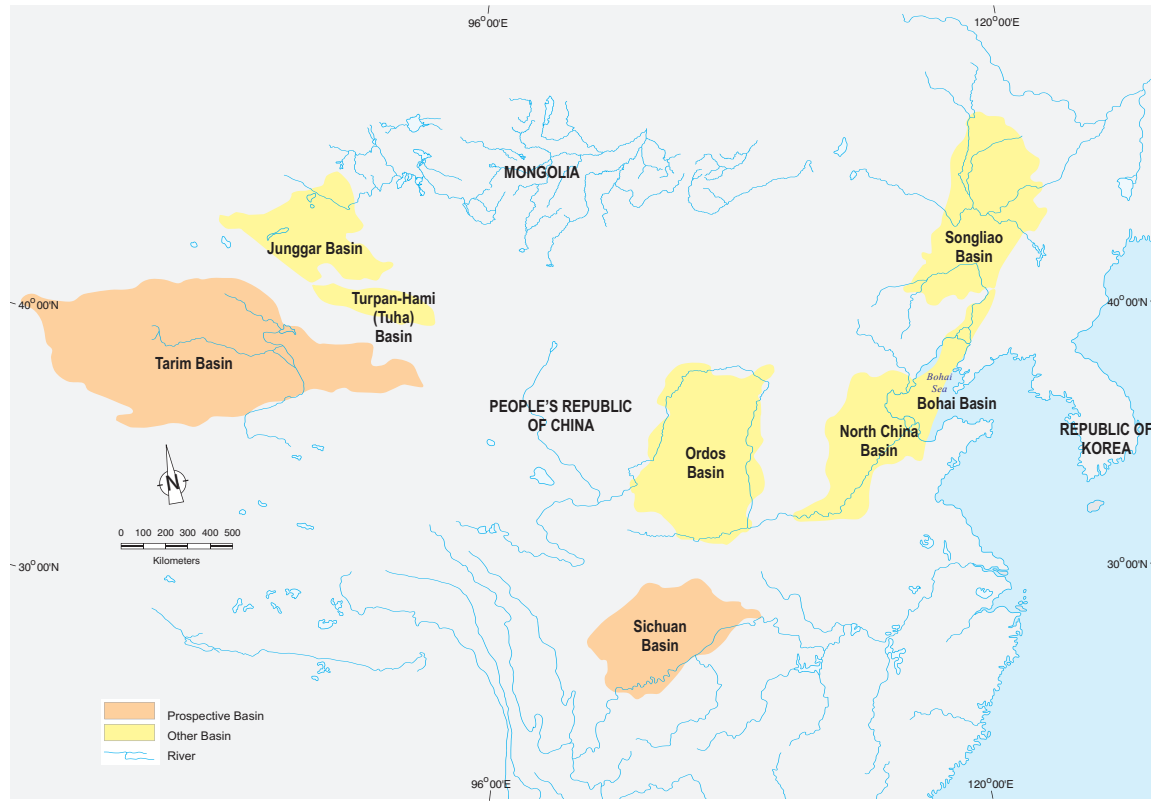 96°00'E
120°00'E
MONGOLIA
Junggar Basin
Songliao
Basin
40°00'N
Turpan-Hami
(Tuha)
Basin
40°00'N
Tarim Basin
Bohai
Sea
Bohai Basin
PEOPLE'S REPUBLIC
OF CHINA
North China
Basin
REPUBLIC OF
KOREA
Ordos
Basin
N
0 100 200 300 400 500
Kilometers
30°00'N
30°00'N
Sichuan
Basin
Prospective Basin
Other Basin
River
96°00'E
120°00'E